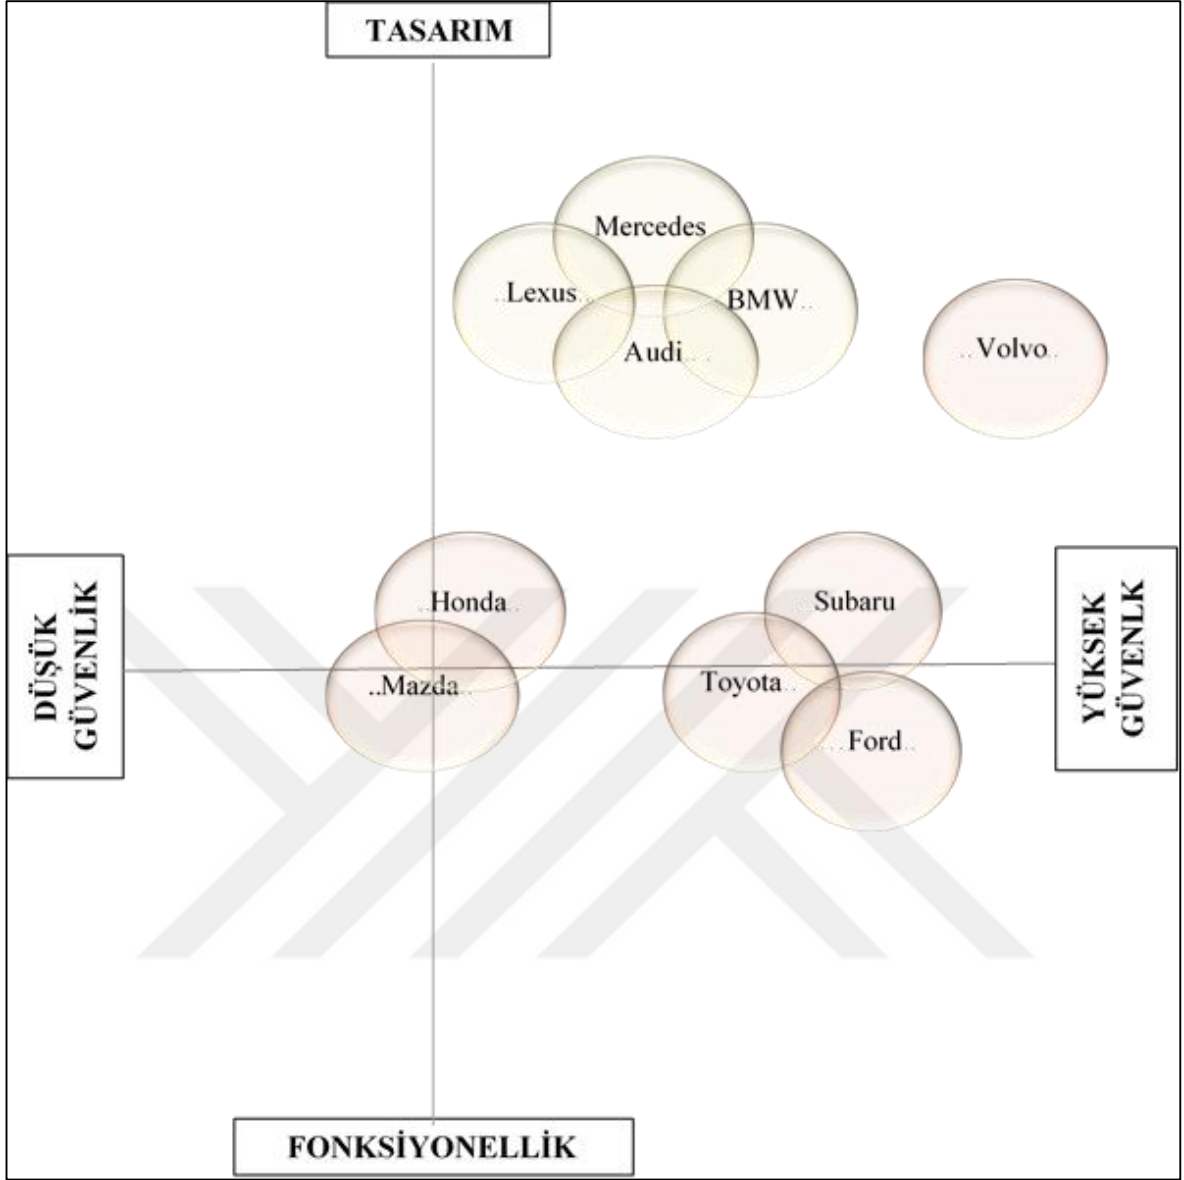 TASARIM
Mercedes
Lexus
BMW
Audi
Volvo
Honda
Subaru
DÜŞÜK
GÜVENLİK
YÜKSEK
GÜVENLK
..Mazda
Toyota
Ford
FONKSİYONELLİK